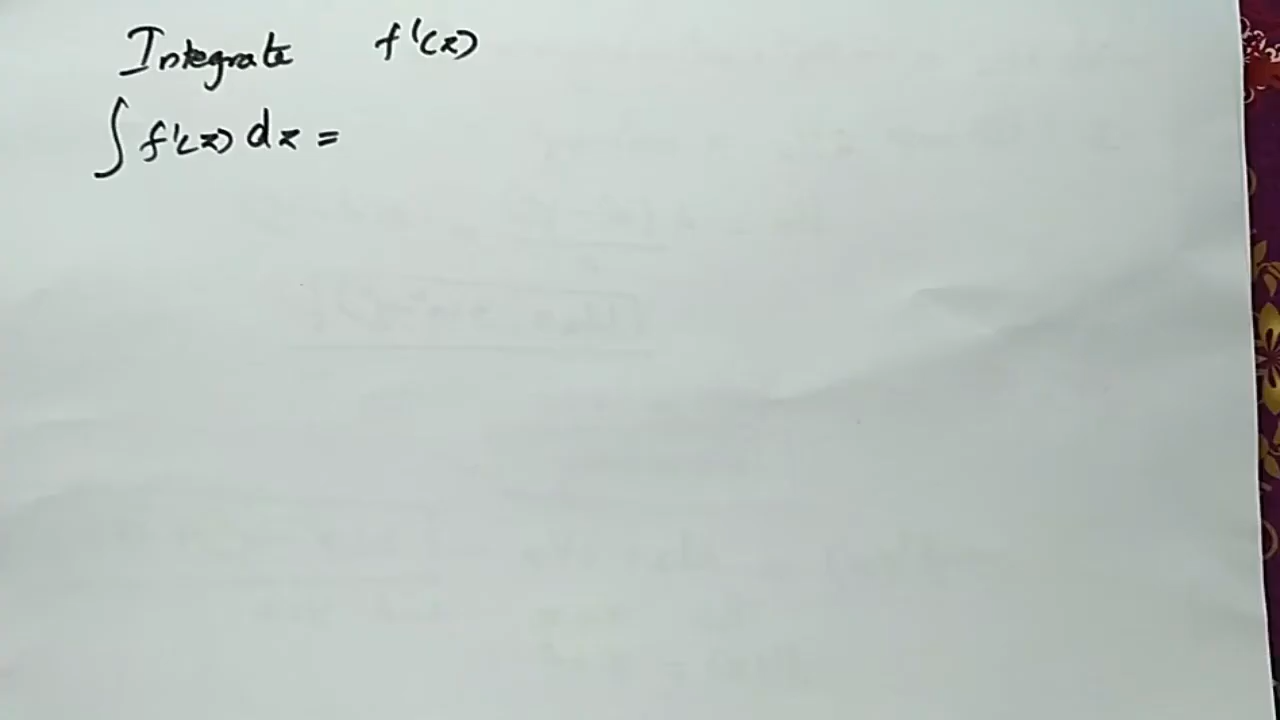 Integrate f'(x)
∫ f'(x) dx =